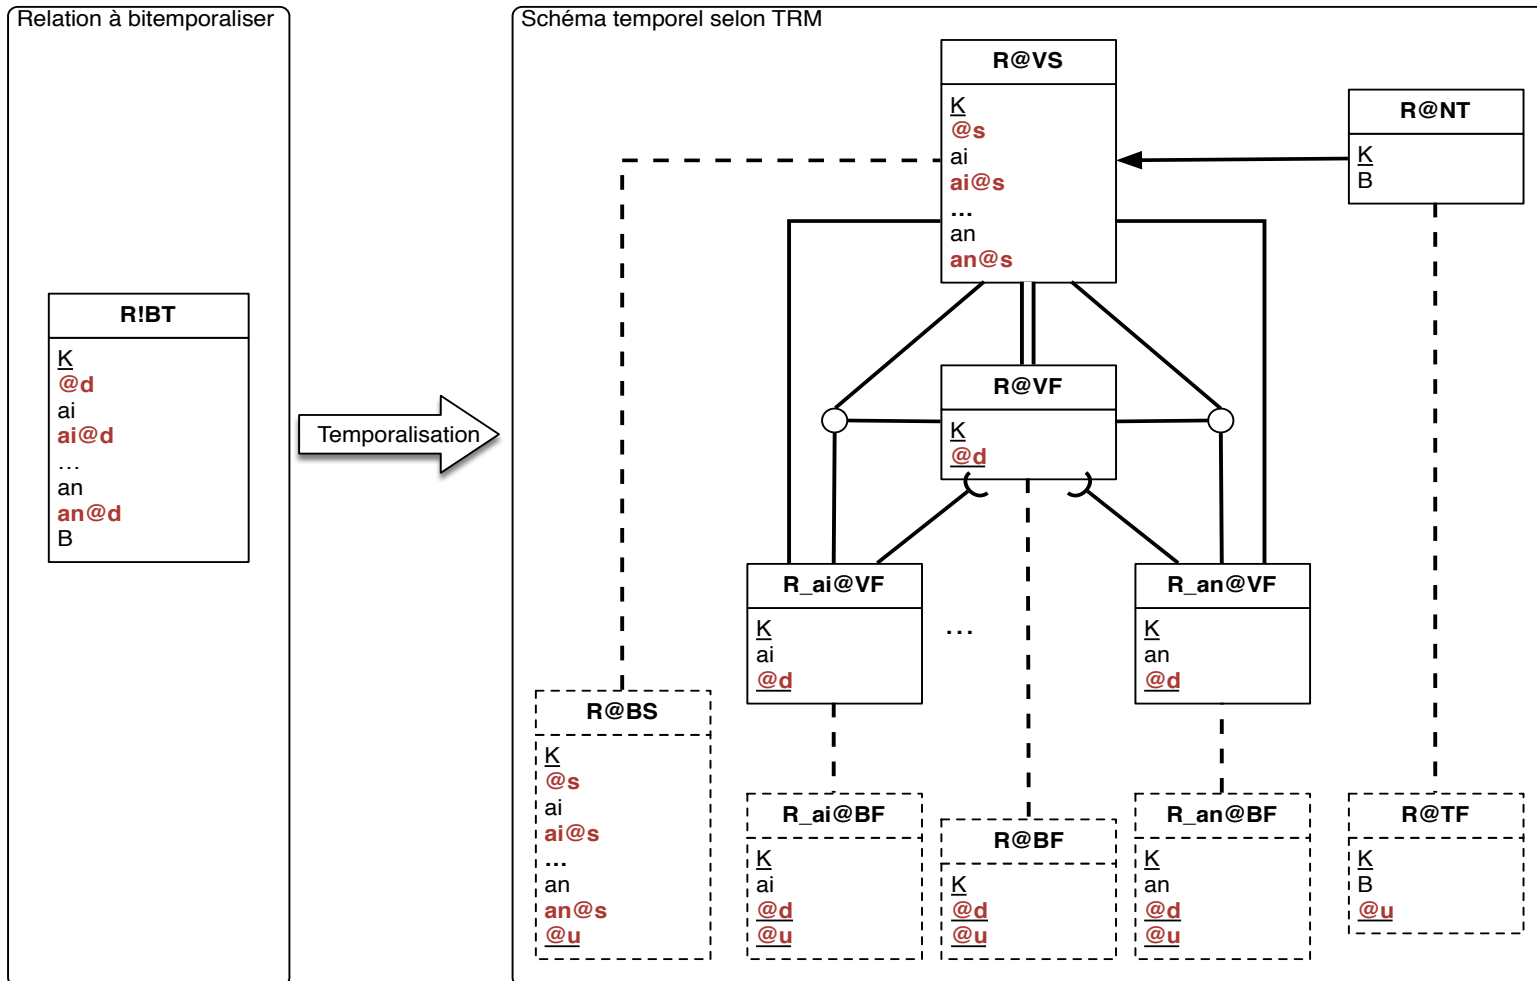 Relation à bitemporaliser
R!BT
K
@d
ai
ai@d
...
an
an@d
B
Temporalisation
Schéma temporel selon TRM
R@VS
K
@s
ai
ai@s
...
an
an@s
R@NT
K
B
R@VF
K
@d
R_ai@VF
K
ai
@d
...
R_an@VF
K
an
@d
R@BS
K
@s
ai
ai@s
...
an
an@s
@u
R_ai@BF
K
ai
@d
@u
R@BF
K
@d
@u
R_an@BF
K
an
@d
@u
R@TF
K
B
@u